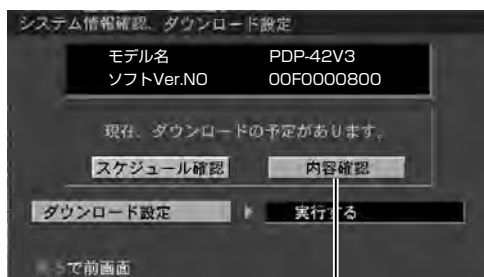 システム情報確認、ダウンロード設定
モデル名 PDP-42V3
ソフトVer.NO 00F0000800
現在、ダウンロードの予定があります。
スケジュール確認 内容確認
ダウンロード設定 実行する
で前画面